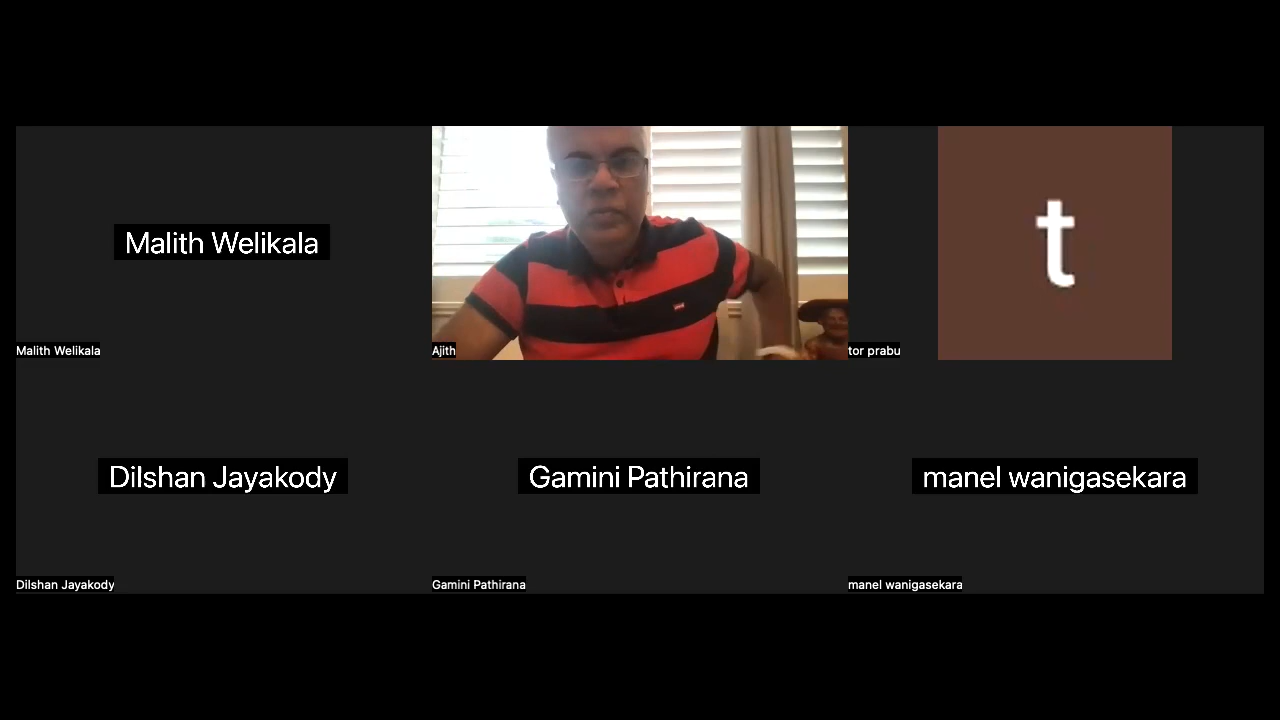 Malith Welikala
Malith Welikala
Ajith
t
tor prabu
Dilshan Jayakody
Gamini Pathirana
manel wanigasekara
Dilshan Jayakody
Gamini Pathirana
manel wanigasekara